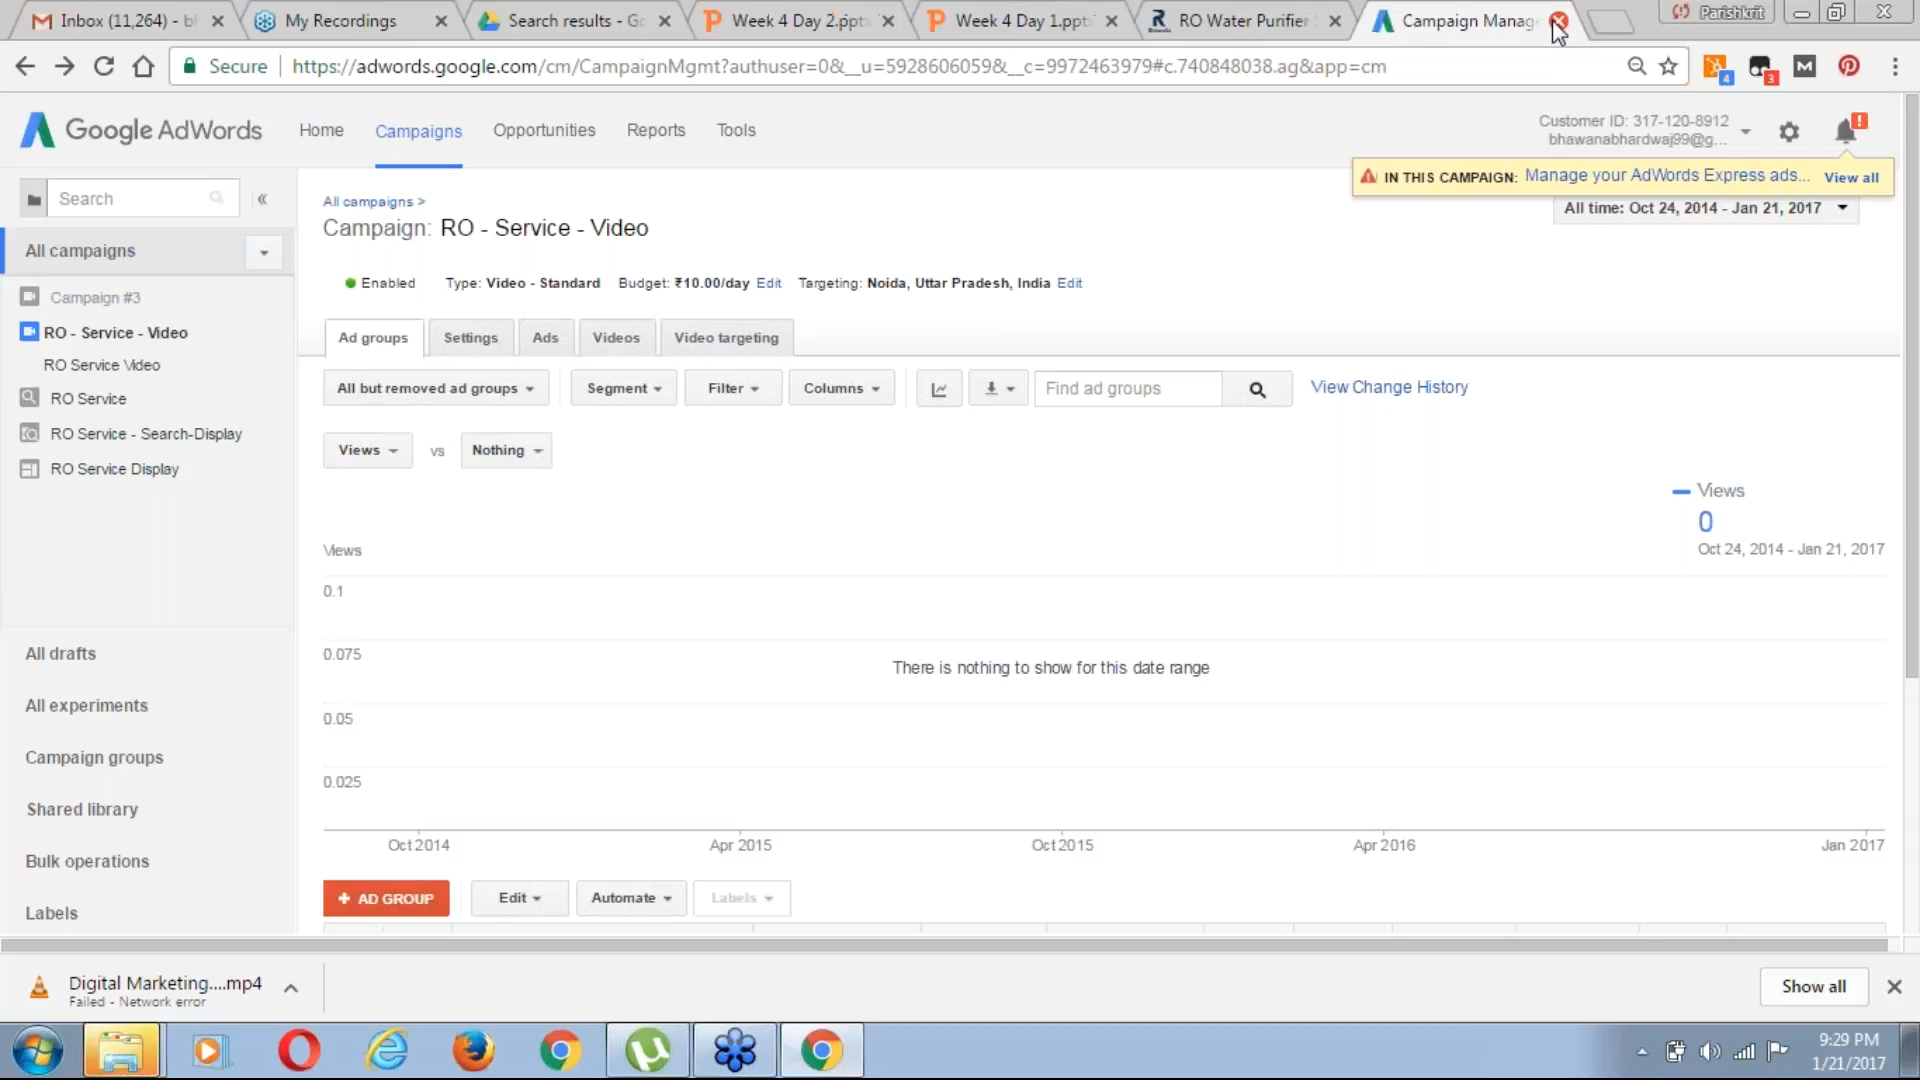 Inbox (11,264) - bh
My Recordings
Search results - Go
Week 4 Day 2.pptx
Week 4 Day 1.pptx
RO Water Purifier
Campaign Manag
Parishkrit
Secure
https://adwords.google.com/cm/CampaignMgmt?authuser=0&__u=5928606059&__c=9972463979#c.740848038.ag&app=cm
4
3
M
Google AdWords
Home
Campaigns
Opportunities
Reports
Tools
Customer ID: 317-120-8912
bhawanabhardwaj99@g...
!
IN THIS CAMPAIGN: Manage your AdWords Express ads... View all
All time: Oct 24, 2014 - Jan 21, 2017
Search
«
All campaigns
Campaign #3
RO - Service - Video
RO Service Video
RO Service
RO Service - Search-Display
RO Service Display
All drafts
All experiments
Campaign groups
Shared library
Bulk operations
Labels
All campaigns >
Campaign: RO - Service - Video
Enabled Type: Video - Standard Budget: ₹10.00/day Edit Targeting: Noida, Uttar Pradesh, India Edit
Ad groups
Settings
Ads
Videos
Video targeting
All but removed ad groups
Segment
Filter
Columns
Find ad groups
View Change History
Views
vs
Nothing
Views
0
Oct 24, 2014 - Jan 21, 2017
Views
0.1
0.075
There is nothing to show for this date range
0.05
0.025
Oct 2014
Apr 2015
Oct 2015
Apr 2016
Jan 2017
+ AD GROUP
Edit
Automate
Labels
Digital Marketing....mp4
Failed - Network error
Show all
9:29 PM
1/21/2017